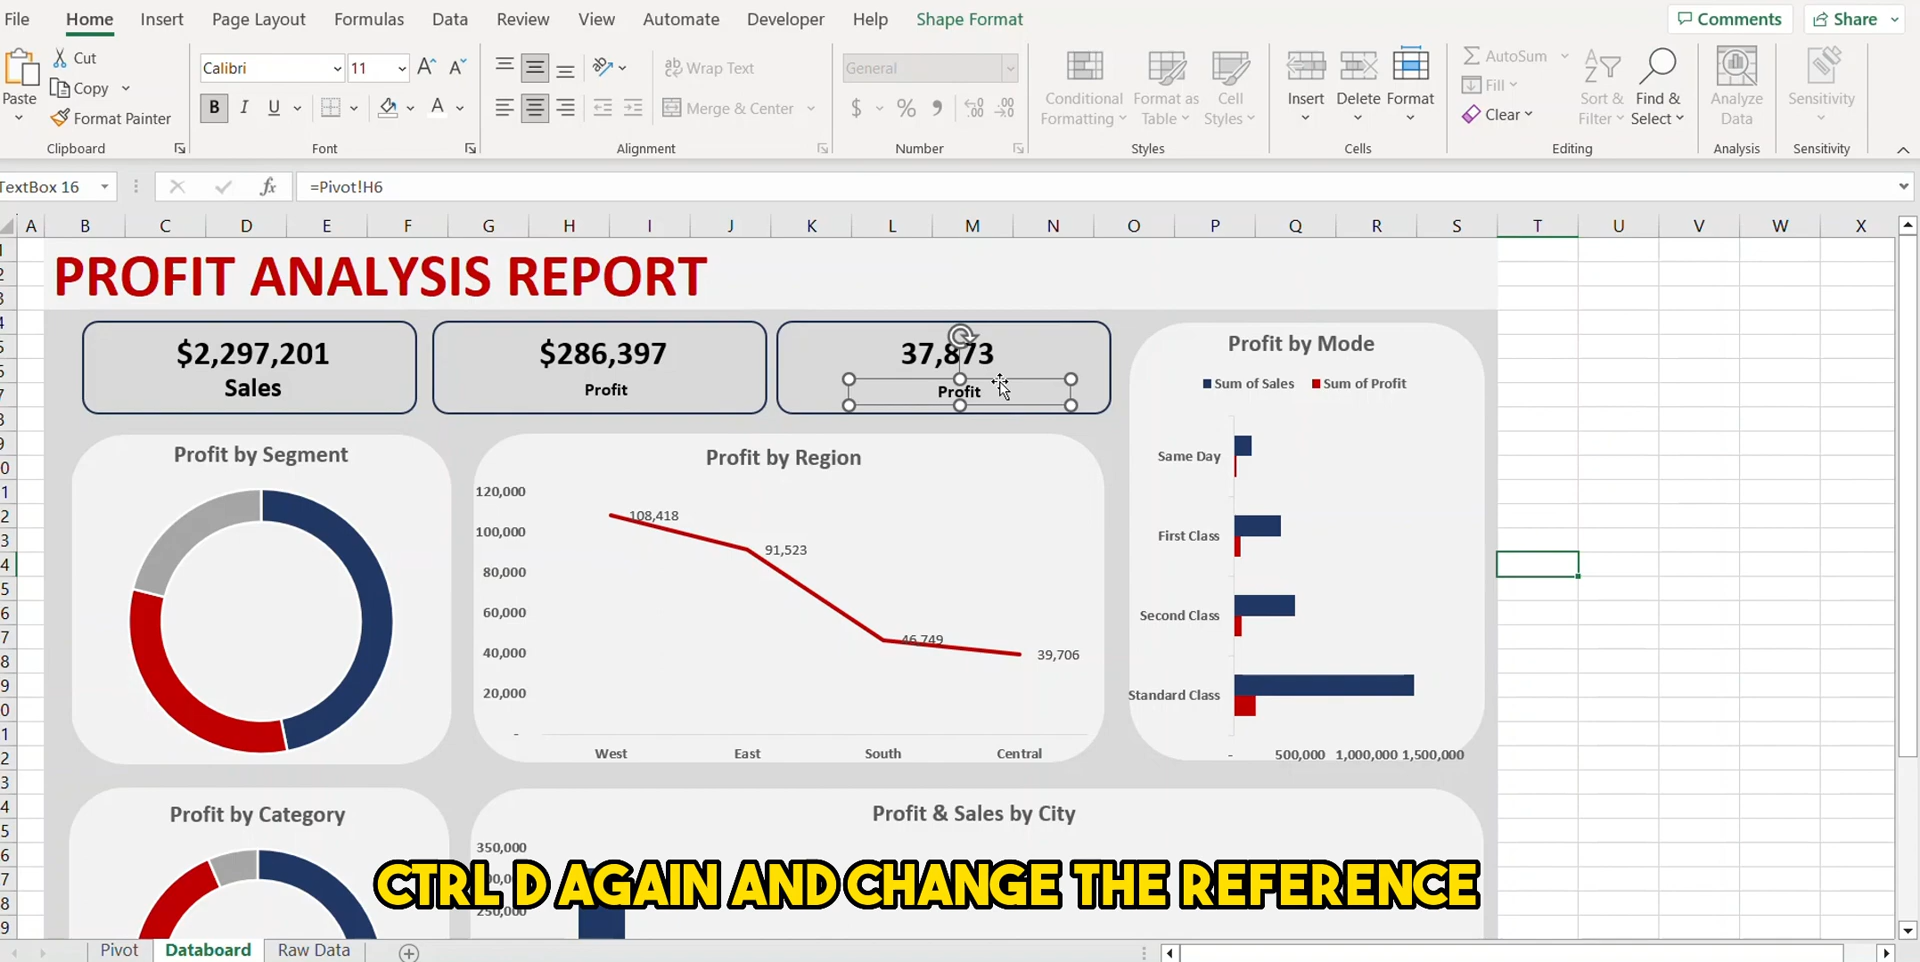 File Home Insert Page Layout Formulas Data Review View Automate Developer Help Shape Format Comments Share
Cut
Copy
Format Painter
Paste
Clipboard
Calibri 11
B I U
Font
Wrap Text
Merge & Center
Alignment
General
$ % ,
Number
Conditional Formatting
Format as Table
Cell Styles
Styles
Insert Delete Format
Cells
AutoSum
Fill
Clear
Sort & Filter
Find & Select
Editing
Analyze Data
Analysis
Sensitivity
Sensitivity
TextBox 16 fx =Pivot!H6
A B C D E F G H I J K L M N O P Q R S T U V W X
PROFIT ANALYSIS REPORT
$2,297,201
Sales
$286,397
Profit
37,873
Profit
Profit by Mode
Sum of Sales Sum of Profit
Same Day
First Class
Second Class
Standard Class
- 500,000 1,000,000 1,500,000
Profit by Segment
Profit by Region
120,000
100,000
80,000
60,000
40,000
20,000
-
108,418
91,523
46,749
39,706
West East South Central
Profit by Category
Profit & Sales by City
350,000
250,000
CTRL D AGAIN AND CHANGE THE REFERENCE
Pivot Databoard Raw Data